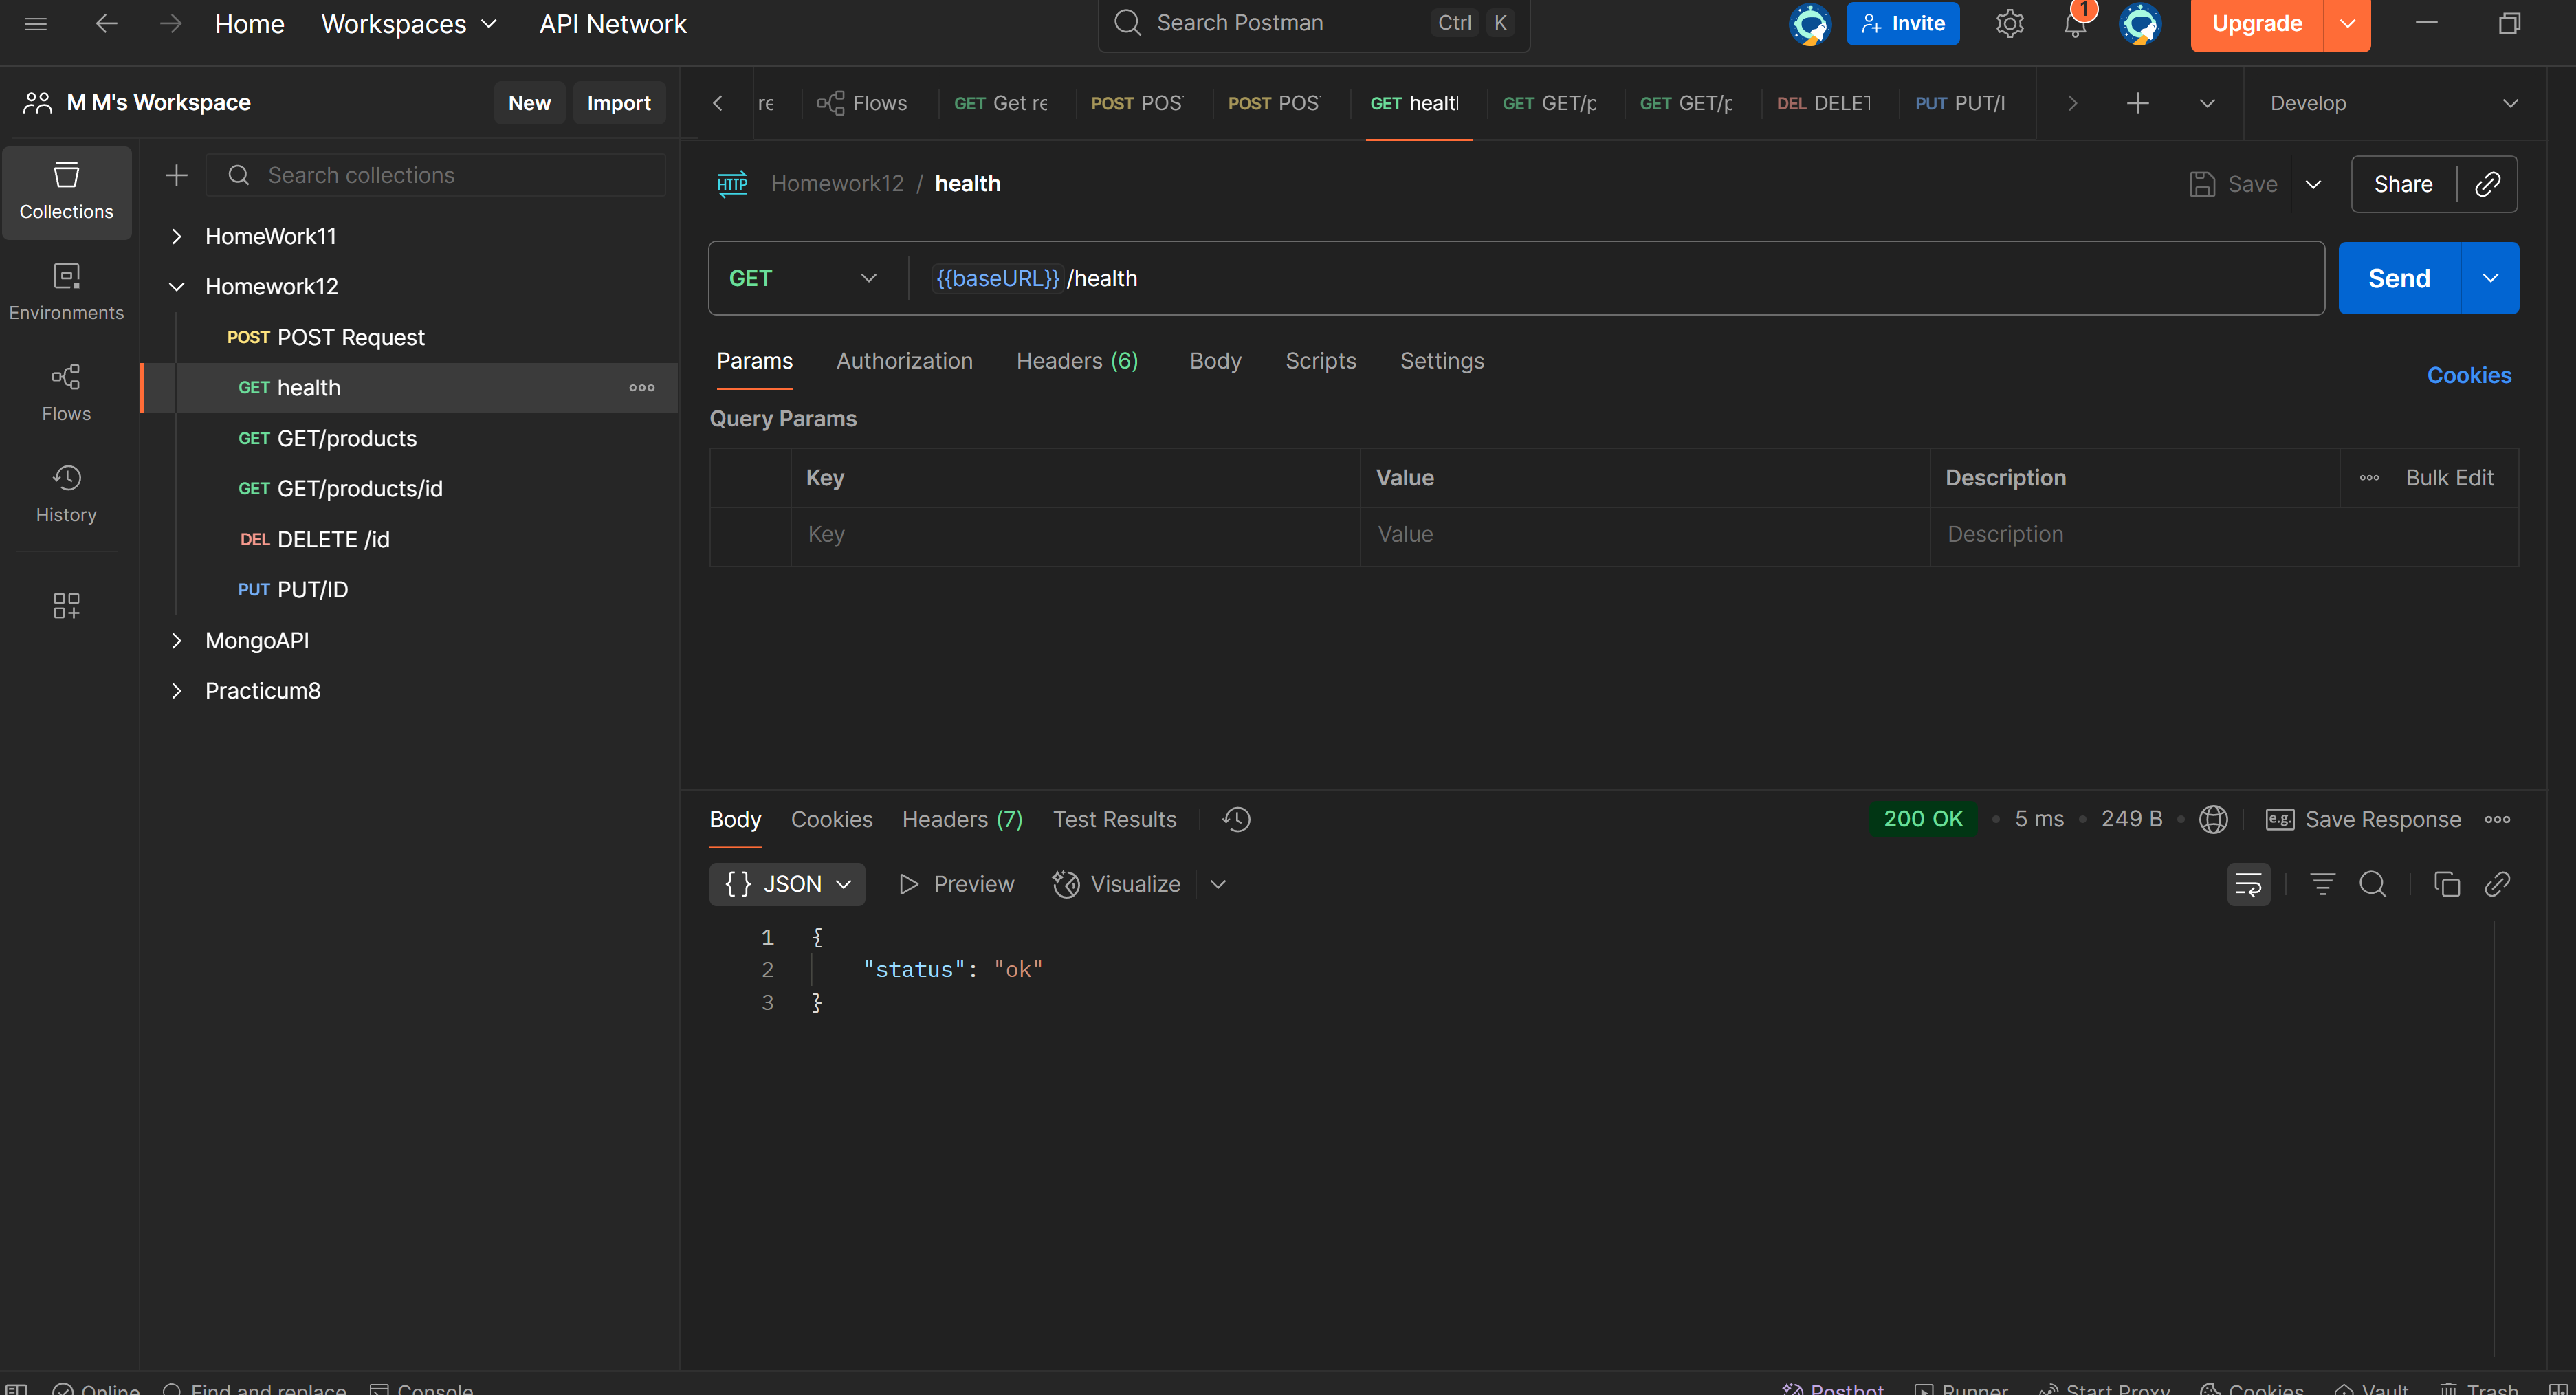 Home Workspaces API Network Search Postman Ctrl K Invite 1 Upgrade
M M's Workspace New Import
re Flows GET Get re POST POS POST POS GET healt GET GET/p GET GET/p DEL DELET PUT PUT/I Develop
Collections
Environments
Flows
History
Search collections
HomeWork11
Homework12
POST POST Request
GET health
GET GET/products
GET GET/products/id
DEL DELETE /id
PUT PUT/ID
MongoAPI
Practicum8
HTTP Homework12 / health Save Share
GET {{baseURL}} /health Send
Params Authorization Headers (6) Body Scripts Settings Cookies
Query Params
Key Value Description Bulk Edit
Key Value Description
Body Cookies Headers (7) Test Results 200 OK 5 ms 249 B e.g. Save Response
{} JSON Preview Visualize
1 {
2 "status": "ok"
3 }
Online Find and replace Console Postbot Runner Start Proxy Cookies Vault Trash